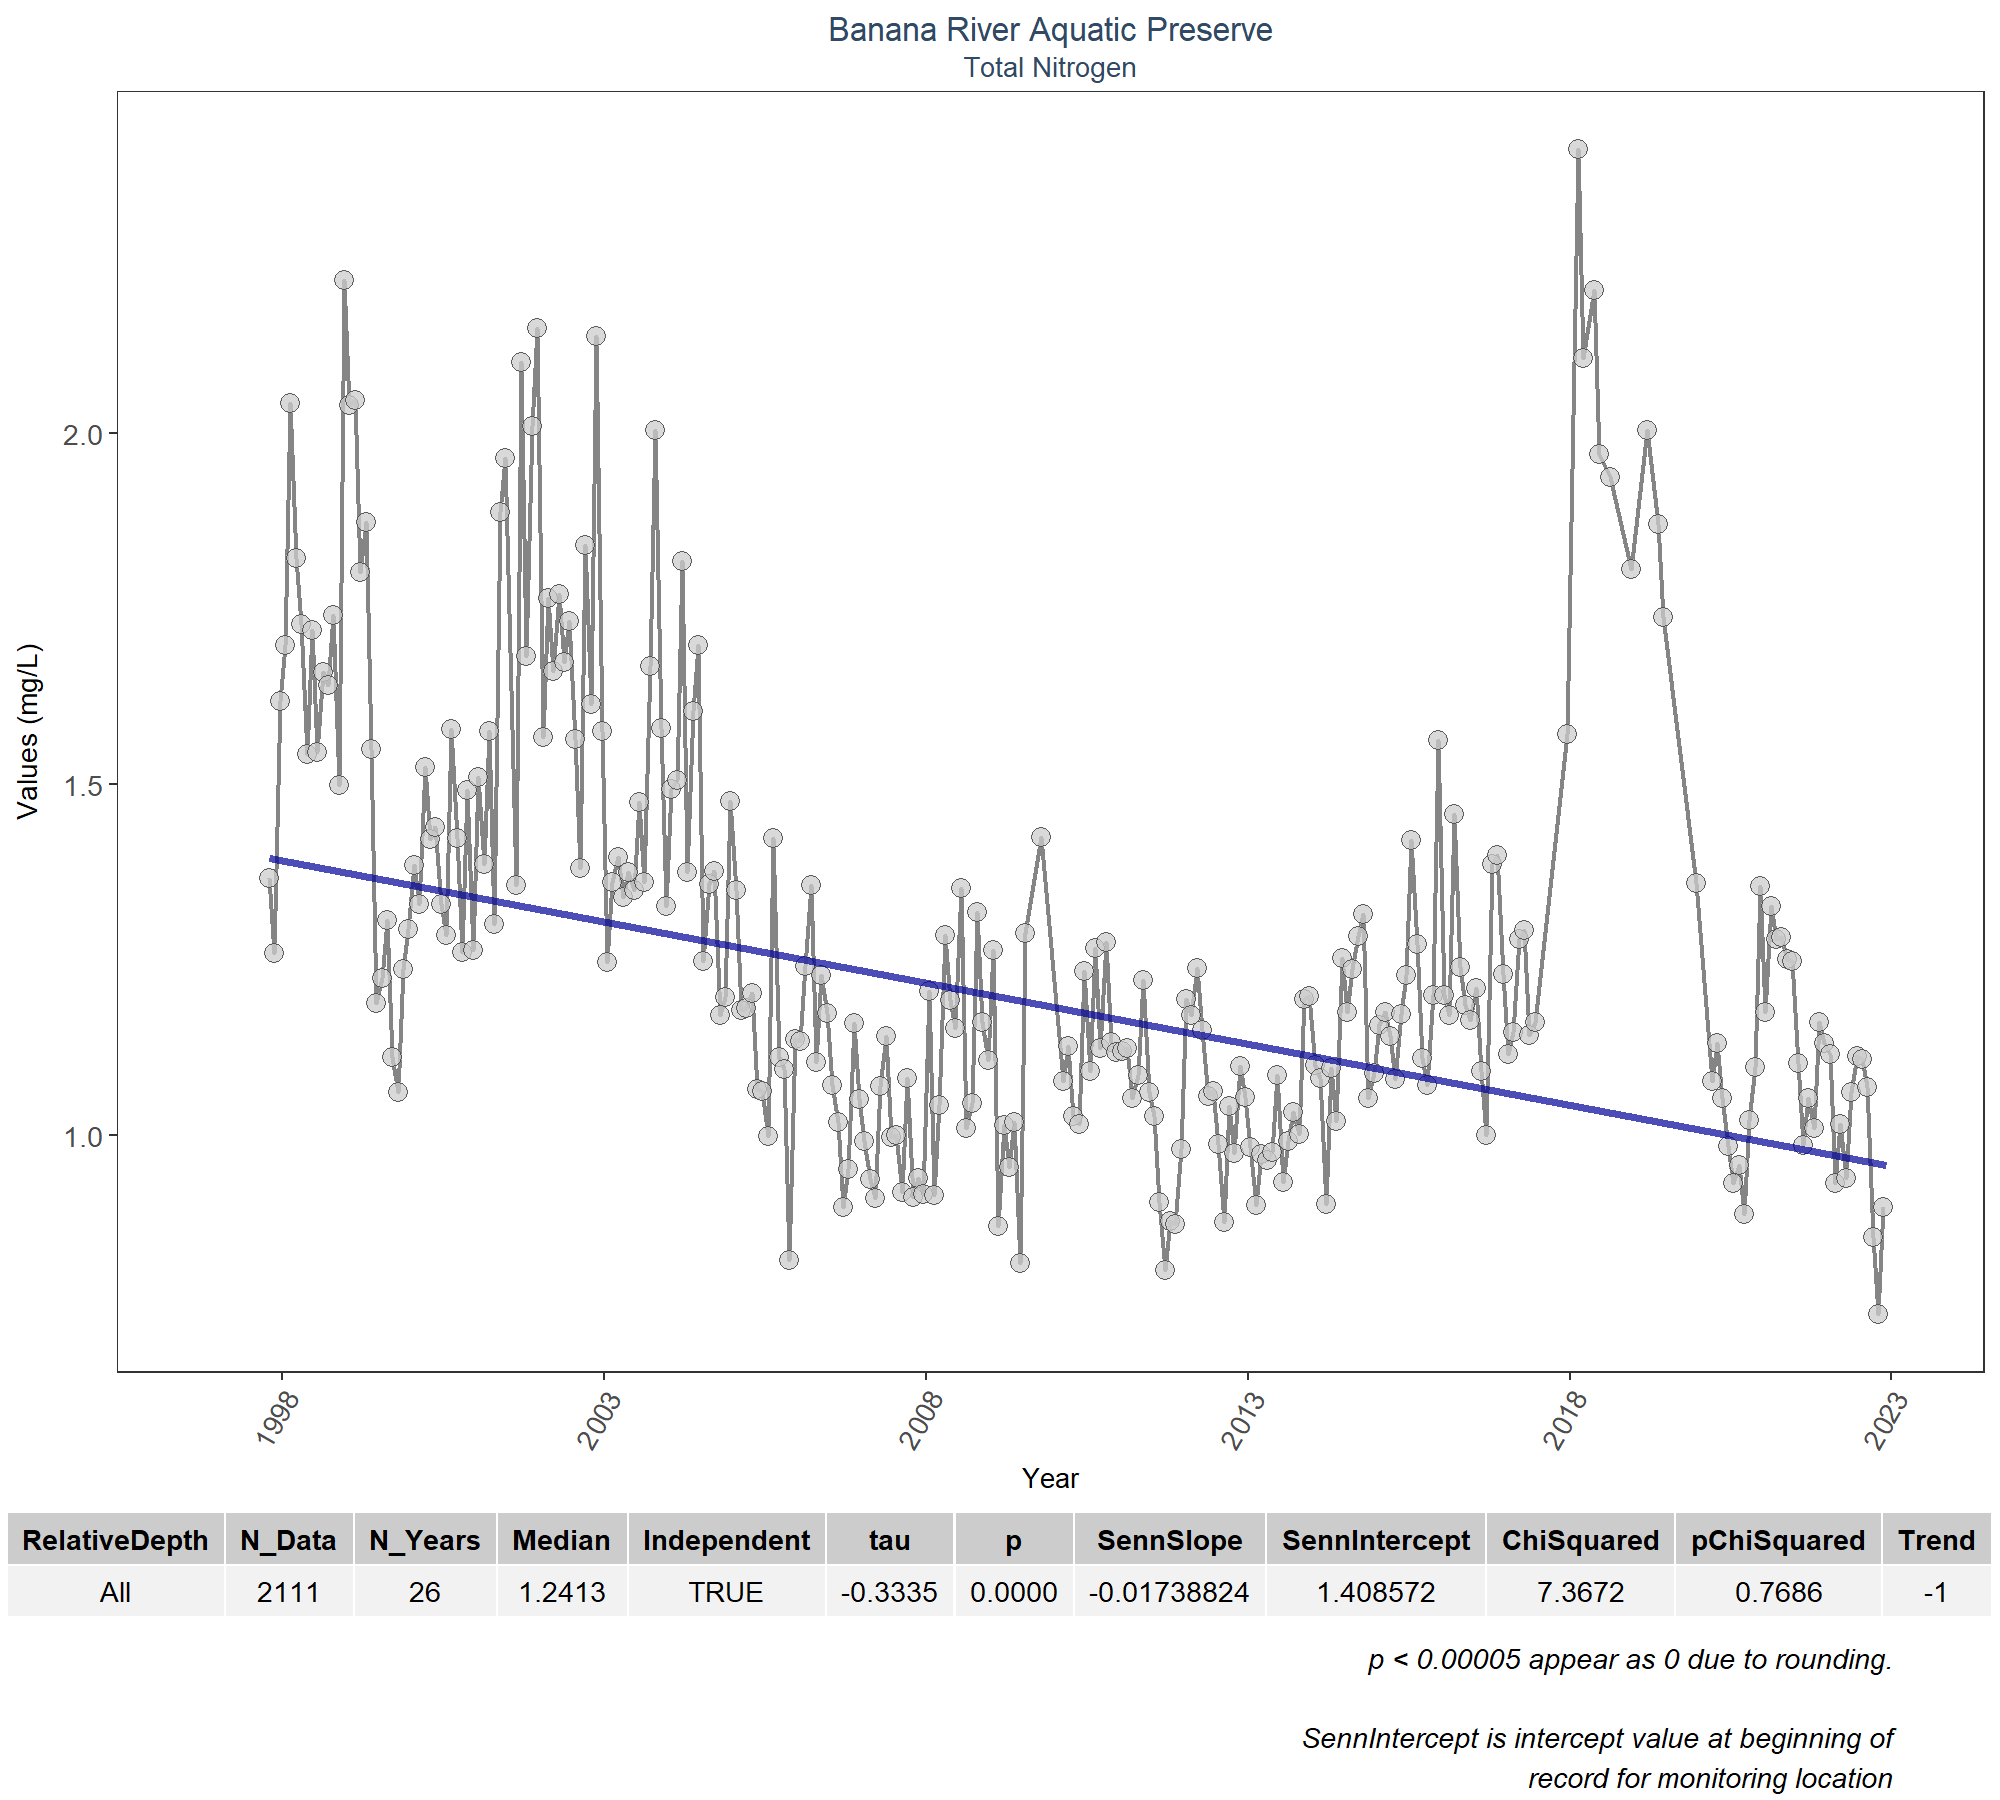 Banana River Aquatic Preserve
Total Nitrogen
Values (mg/L)
2.0
1.5
1.0
1998 2003 2008 2013 2018 2023
Year
RelativeDepth N_Data N_Years Median Independent tau p SennSlope SennIntercept ChiSquared pChiSquared Trend
All 2111 26 1.2413 TRUE -0.3335 0.0000 -0.01738824 1.408572 7.3672 0.7686 -1
p < 0.00005 appear as 0 due to rounding.
SennIntercept is intercept value at beginning of
record for monitoring location